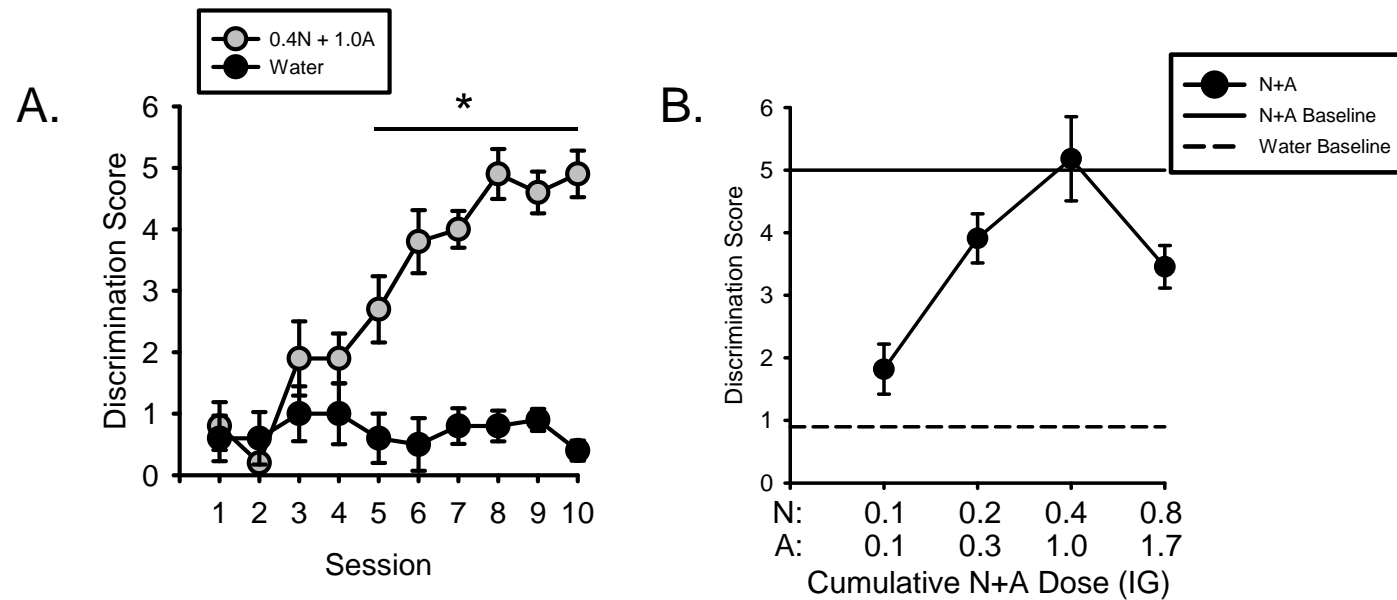 A.
0.4N + 1.0A
Water
*
Discrimination Score
6
5
4
3
2
1
0
1 2 3 4 5 6 7 8 9 10
Session
B.
N+A
N+A Baseline
Water Baseline
Discrimination Score
6
5
4
3
2
1
0
N: 0.1 0.2 0.4 0.8
A: 0.1 0.3 1.0 1.7
Cumulative N+A Dose (IG)